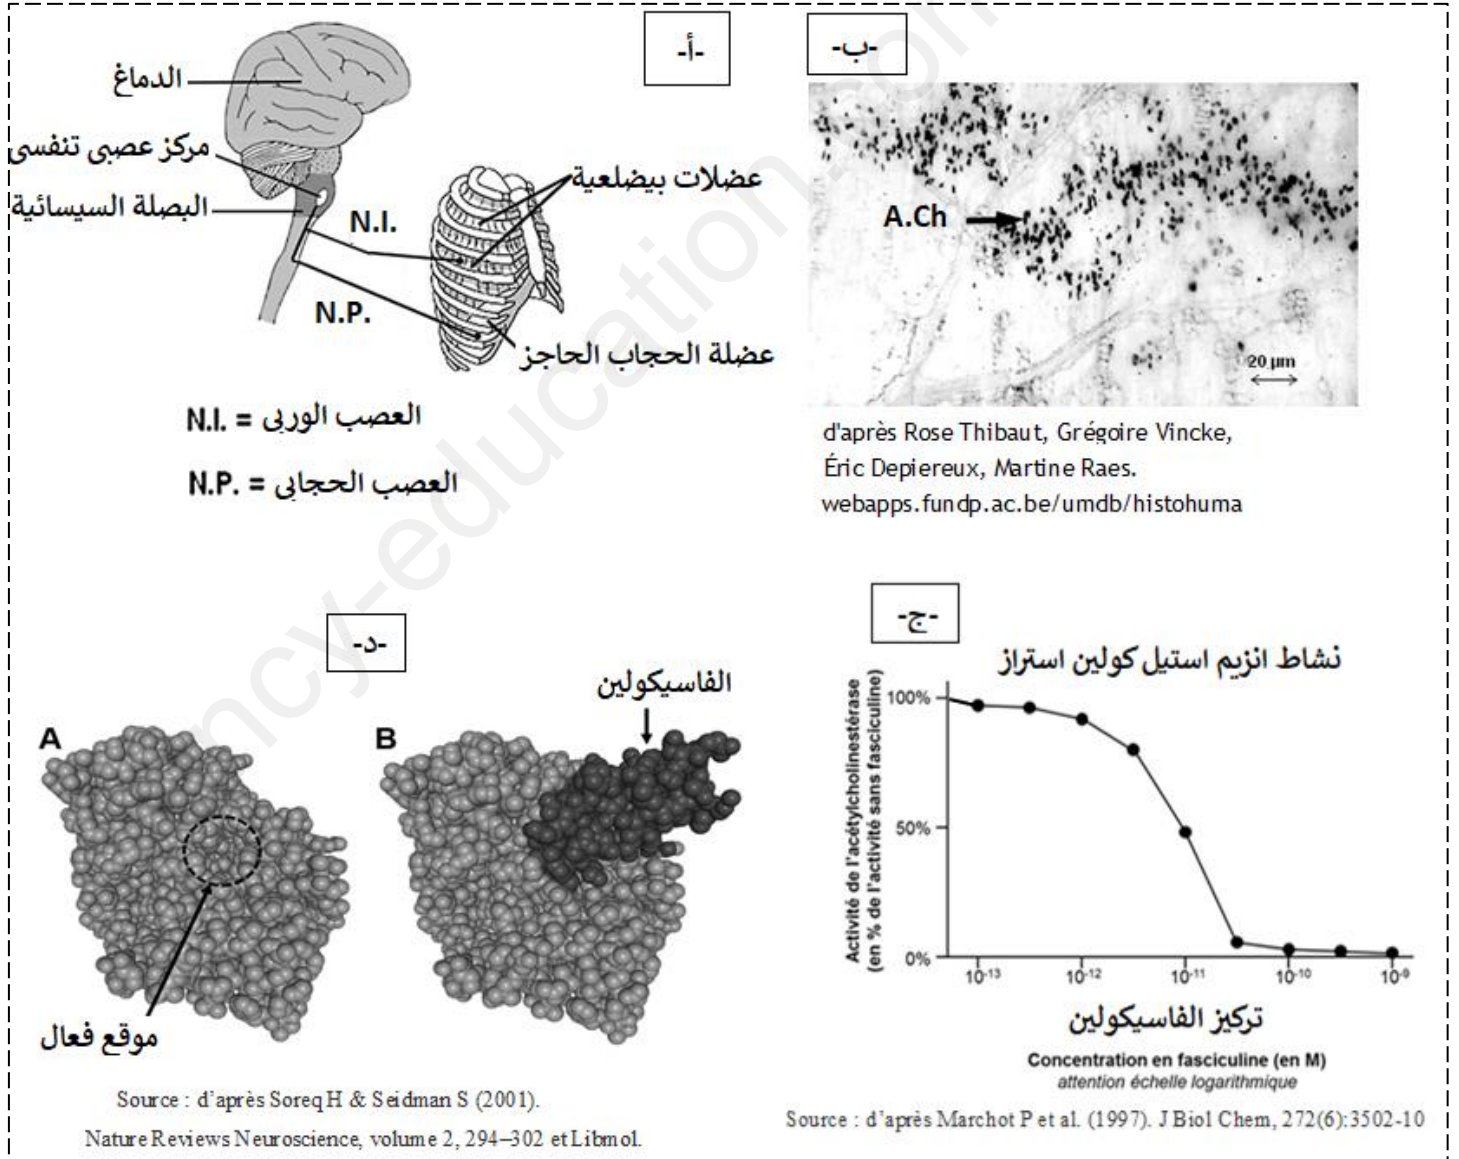 -أ-
الدماغ
مركز عصبي تنفسي
البصلة السيسائية
عضلات بيضلعية
N.I.
N.P.
عضلة الحجاب الحاجز
N.I. = العصب الوربي
N.P. = العصب الحجابي
-ب-
A.Ch
20 µm
d'après Rose Thibaut, Grégoire Vincke,
Éric Depiereux, Martine Raes.
webapps.fundp.ac.be/umdb/histohuma
-ج-
نشاط انزيم استيل كولين استراز
Activité de l'acétylcholinestérase
(en % de l'activité sans fasciculine)
100%
50%
0%
10-13 10-12 10-11 10-10 10-9
تركيز الفاسيكولين
Concentration en fasciculine (en M)
attention échelle logarithmique
Source : d'après Marchot P et al. (1997). J Biol Chem, 272(6):3502-10
-د-
الفاسيكولين
A
B
موقع فعال
Source : d'après Soreq H & Seidman S (2001).
Nature Reviews Neuroscience, volume 2, 294–302 et Libmol.
ncy-education.com